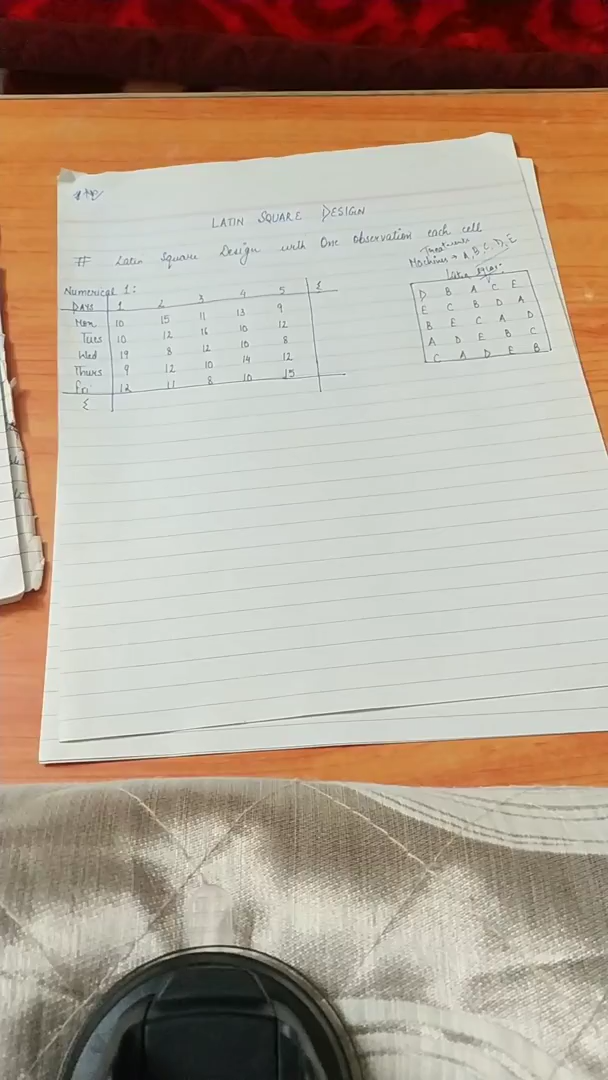 LATIN SQUARE DESIGN
# Latin Square Design with One observation each cell
Treatments
Machines → A, B, C, D, E
Numerical 1:
DAYS 1 2 3 4 5 Σ
Mon 10 15 11 13 9
Tues 10 12 16 10 12
Wed 19 8 12 10 8
Thurs 9 12 10 14 12
Fri 12 11 8 10 15
Σ
Latin
D B A C E
E C B D A
B E C A D
A D E B C
C A D E B